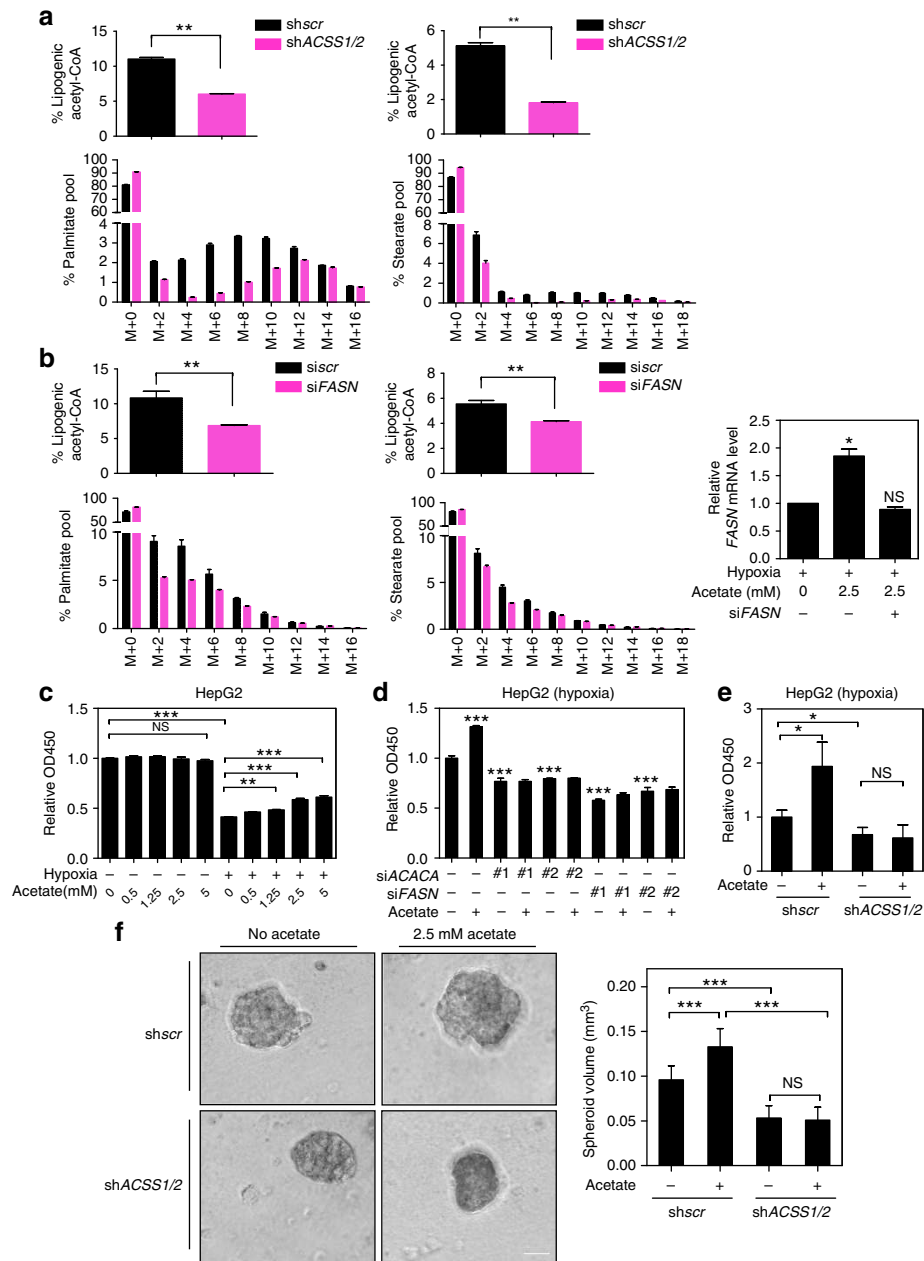 a
shscr
shACSS1/2
**
% Lipogenic
acetyl-CoA
15
10
5
0
shscr
shACSS1/2
**
% Lipogenic
acetyl-CoA
6
4
2
0
% Palmitate pool
100
90
80
70
60
4
3
2
1
0
M+0
M+2
M+4
M+6
M+8
M+10
M+12
M+14
M+16
% Stearate pool
100
90
80
70
60
8
6
4
2
0
M+0
M+2
M+4
M+6
M+8
M+10
M+12
M+14
M+16
M+18
b
siscr
siFASN
**
% Lipogenic
acetyl-CoA
15
10
5
0
siscr
siFASN
**
% Lipogenic
acetyl-CoA
6
4
2
0
% Palmitate pool
100
50
10
5
0
M+0
M+2
M+4
M+6
M+8
M+10
M+12
M+14
M+16
% Stearate pool
100
50
10
5
0
M+0
M+2
M+4
M+6
M+8
M+10
M+12
M+14
M+16
M+18
Relative
FASN mRNA level
2.5
2.0
1.5
1.0
0.5
0.0
*
NS
Hypoxia + + +
Acetate (mM) 0 2.5 2.5
siFASN – – +
c
HepG2
Relative OD450
1.5
1.0
0.5
0.0
***
NS
***
***
**
Hypoxia – – – – – + + + + +
Acetate(mM) 0 0.5 1.25 2.5 5 0 0.5 1.25 2.5 5
d
HepG2 (hypoxia)
Relative OD450
1.5
1.0
0.5
0.0
*** *** *** *** ***
siACACA – – #1 #1 #2 #2 – – – –
siFASN – – – – – – #1 #1 #2 #2
Acetate – + – + – + – + – +
e
HepG2 (hypoxia)
Relative OD450
3
2
1
0
*
*
NS
Acetate – + – +
shscr shACSS1/2
f
No acetate 2.5 mM acetate
shscr
shACSS1/2
Spheroid volume (mm³)
0.20
0.15
0.10
0.05
0.00
***
*** ***
NS
Acetate – + – +
shscr shACSS1/2